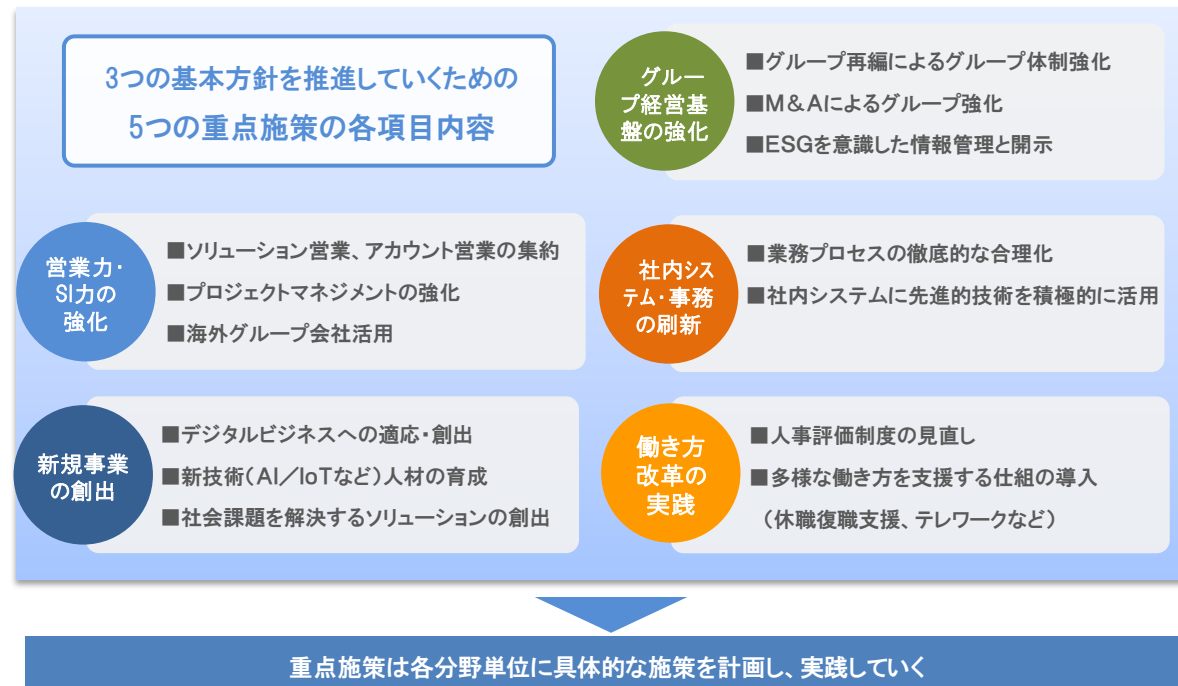 3つの基本方針を推進していくための
5つの重点施策の各項目内容
グルー
プ経営基
盤の強化
■グループ再編によるグループ体制強化
■M&Aによるグループ強化
■ESGを意識した情報管理と開示
営業力・
SI力の
強化
■ソリューション営業、アカウント営業の集約
■プロジェクトマネジメントの強化
■海外グループ会社活用
社内シス
テム・事務
の刷新
■業務プロセスの徹底的な合理化
■社内システムに先進的技術を積極的に活用
新規事業
の創出
■デジタルビジネスへの適応・創出
■新技術(AI/IoTなど)人材の育成
■社会課題を解決するソリューションの創出
働き方
改革の
実践
■人事評価制度の見直し
■多様な働き方を支援する仕組の導入
(休職復職支援、テレワークなど)
重点施策は各分野単位に具体的な施策を計画し、実践していく